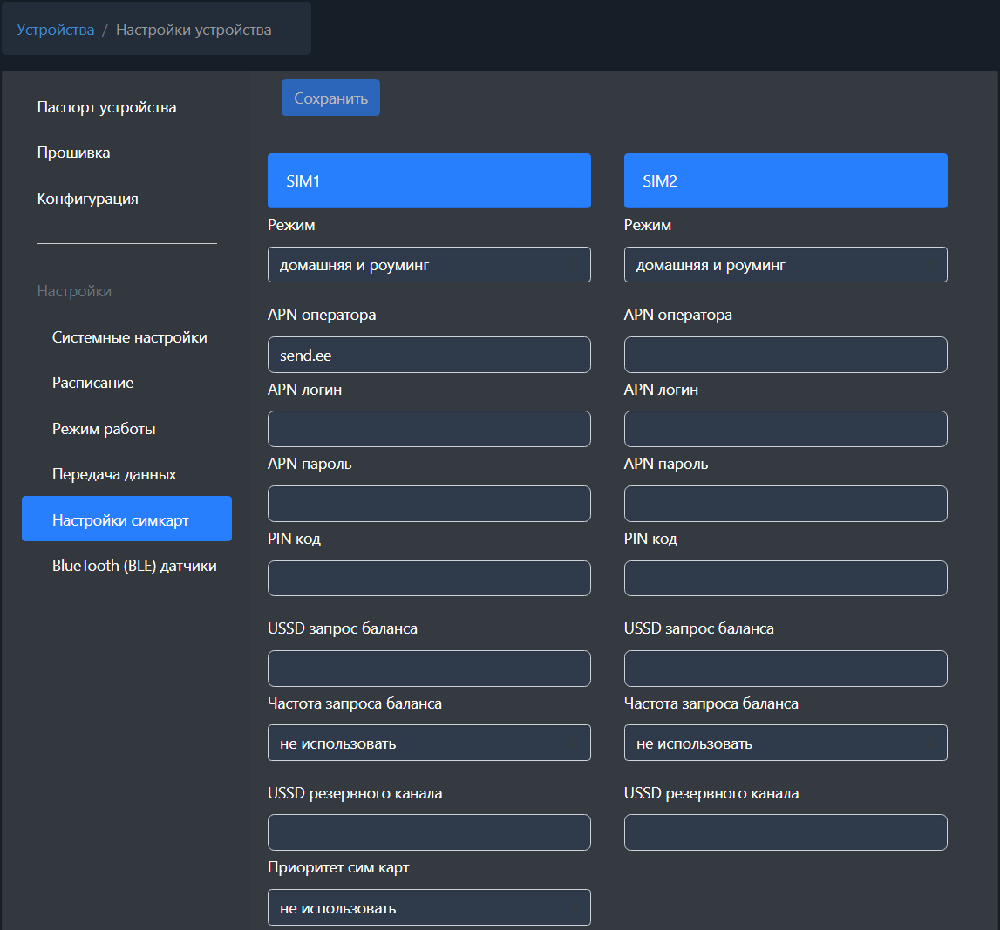 Устройства / Настройки устройства
Паспорт устройства
Прошивка
Конфигурация
Настройки
Системные настройки
Расписание
Режим работы
Передача данных
Настройки симкарт
BlueTooth (BLE) датчики
Сохранить
SIM1
Режим
домашняя и роуминг
APN оператора
send.ee
APN логин
APN пароль
PIN код
USSD запрос баланса
Частота запроса баланса
не использовать
USSD резервного канала
Приоритет сим карт
не использовать
SIM2
Режим
домашняя и роуминг
APN оператора
APN логин
APN пароль
PIN код
USSD запрос баланса
Частота запроса баланса
не использовать
USSD резервного канала